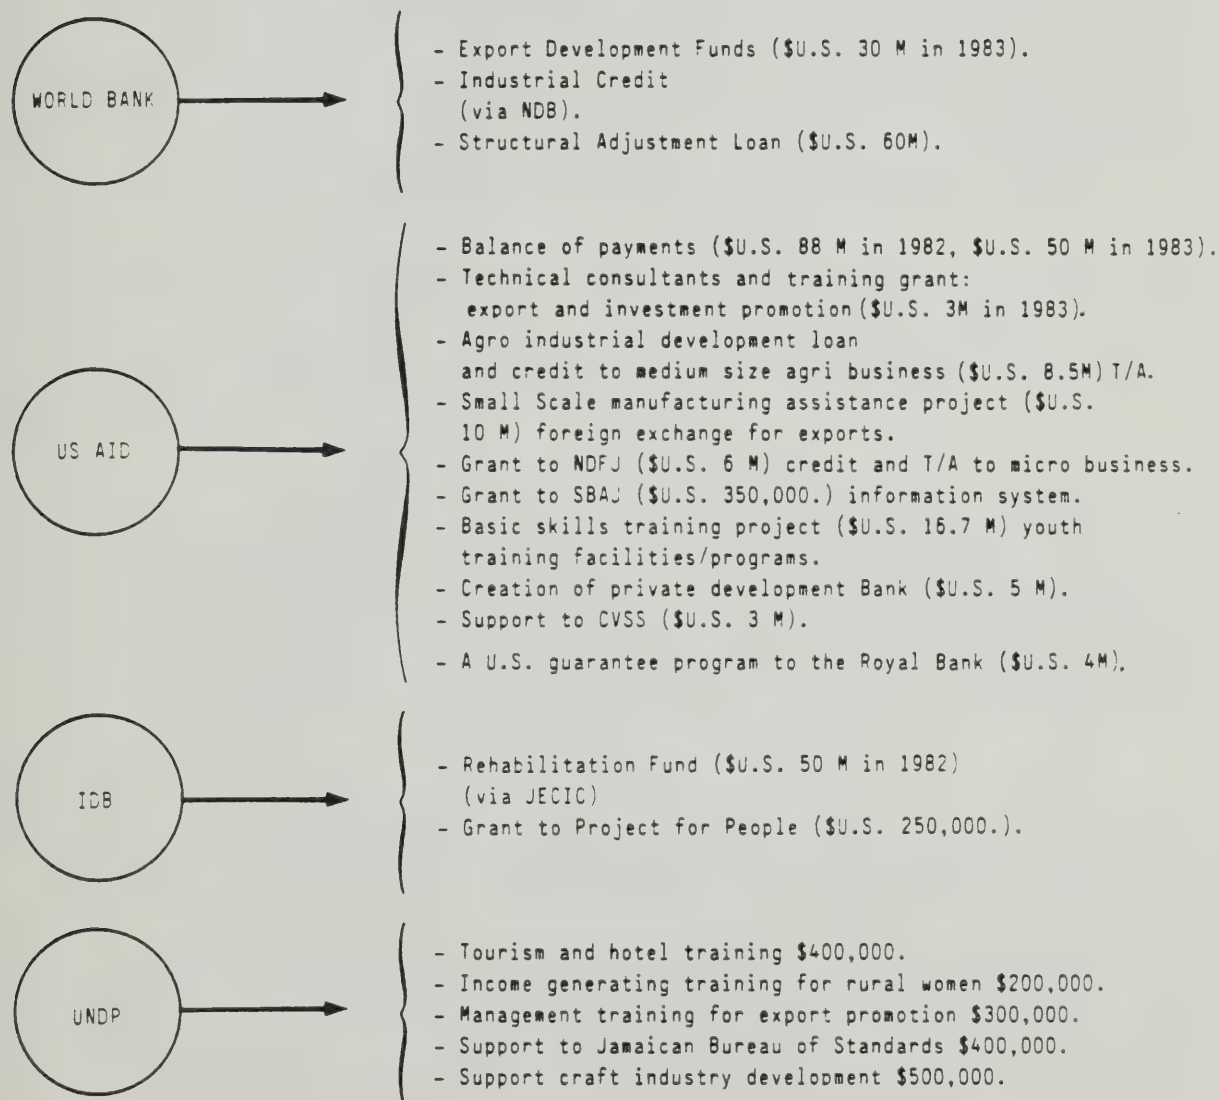 WORLD BANK
- Export Development Funds ($U.S. 30 M in 1983).
- Industrial Credit
(via NDB).
- Structural Adjustment Loan ($U.S. 60M).
US AID
- Balance of payments ($U.S. 88 M in 1982, $U.S. 50 M in 1983).
- Technical consultants and training grant:
export and investment promotion ($U.S. 3M in 1983).
- Agro industrial development loan
and credit to medium size agri business ($U.S. 8.5M) T/A.
- Small Scale manufacturing assistance project ($U.S.
10 M) foreign exchange for exports.
- Grant to NDFJ ($U.S. 6 M) credit and T/A to micro business.
- Grant to SBAJ ($U.S. 350,000.) information system.
- Basic skills training project ($U.S. 16.7 M) youth
training facilities/programs.
- Creation of private development Bank ($U.S. 5 M).
- Support to CVSS ($U.S. 3 M).
- A U.S. guarantee program to the Royal Bank ($U.S. 4M).
IDB
- Rehabilitation Fund ($U.S. 50 M in 1982)
(via JECIC)
- Grant to Project for People ($U.S. 250,000.).
UNDP
- Tourism and hotel training $400,000.
- Income generating training for rural women $200,000.
- Management training for export promotion $300,000.
- Support to Jamaican Bureau of Standards $400,000.
- Support craft industry development $500,000.